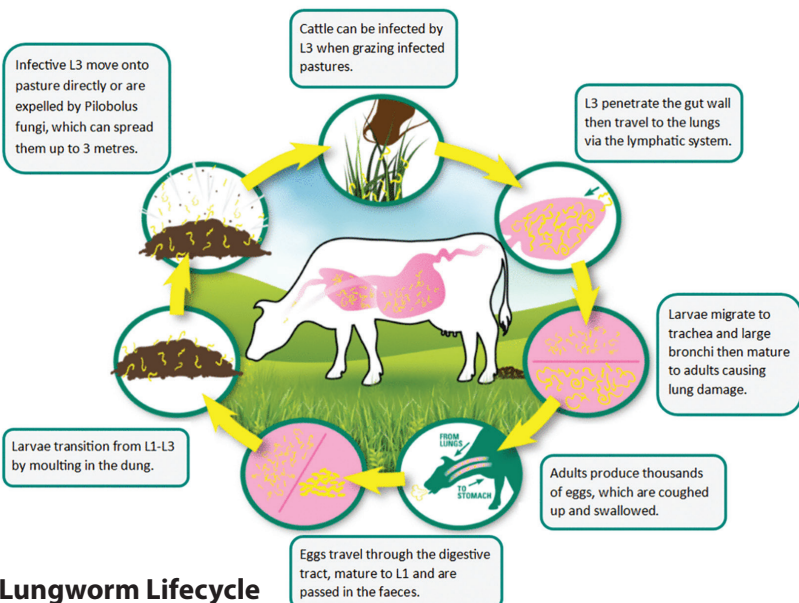 Cattle can be infected by
L3 when grazing infected
pastures.
L3 penetrate the gut wall
then travel to the lungs
via the lymphatic system.
Larvae migrate to
trachea and large
bronchi then mature
to adults causing
lung damage.
Adults produce thousands
of eggs, which are coughed
up and swallowed.
FROM
LUNGS
TO
STOMACH
Eggs travel through the digestive
tract, mature to L1 and are
passed in the faeces.
Larvae transition from L1-L3
by moulting in the dung.
Infective L3 move onto
pasture directly or are
expelled by Pilobolus
fungi, which can spread
them up to 3 metres.
Lungworm Lifecycle